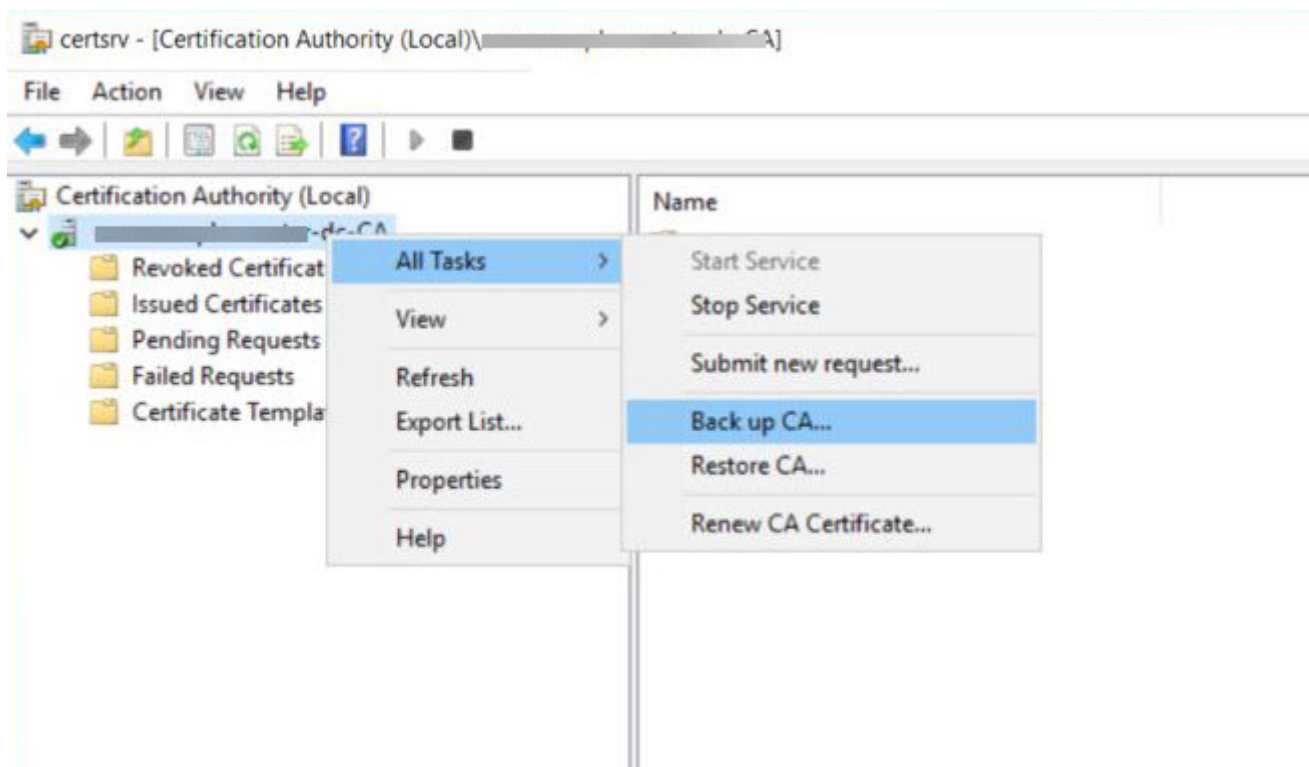 certsrv - [Certification Authority (Local)\ CA]
File Action View Help
Certification Authority (Local)
Name
-dc-CA
Revoked Certificat
Issued Certificates
Pending Requests
Failed Requests
Certificate Templa
All Tasks
View
Refresh
Export List...
Properties
Help
Start Service
Stop Service
Submit new request...
Back up CA...
Restore CA...
Renew CA Certificate...